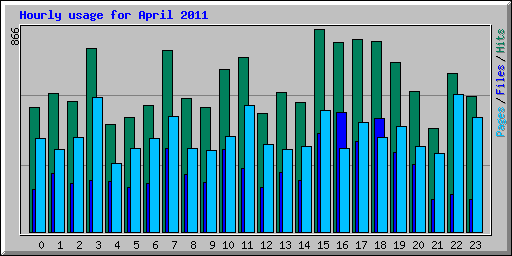 Hourly usage for April 2011
866
Pages/Files/Hits
0 1 2 3 4 5 6 7 8 9 10 11 12 13 14 15 16 17 18 19 20 21 22 23